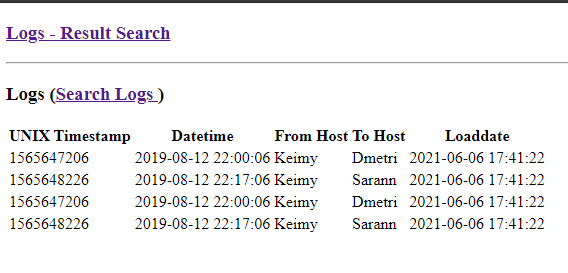 Logs - Result Search
Logs (Search Logs )
UNIX Timestamp Datetime From Host To Host Loaddate
1565647206 2019-08-12 22:00:06 Keimy Dmetri 2021-06-06 17:41:22
1565648226 2019-08-12 22:17:06 Keimy Sarann 2021-06-06 17:41:22
1565647206 2019-08-12 22:00:06 Keimy Dmetri 2021-06-06 17:41:22
1565648226 2019-08-12 22:17:06 Keimy Sarann 2021-06-06 17:41:22